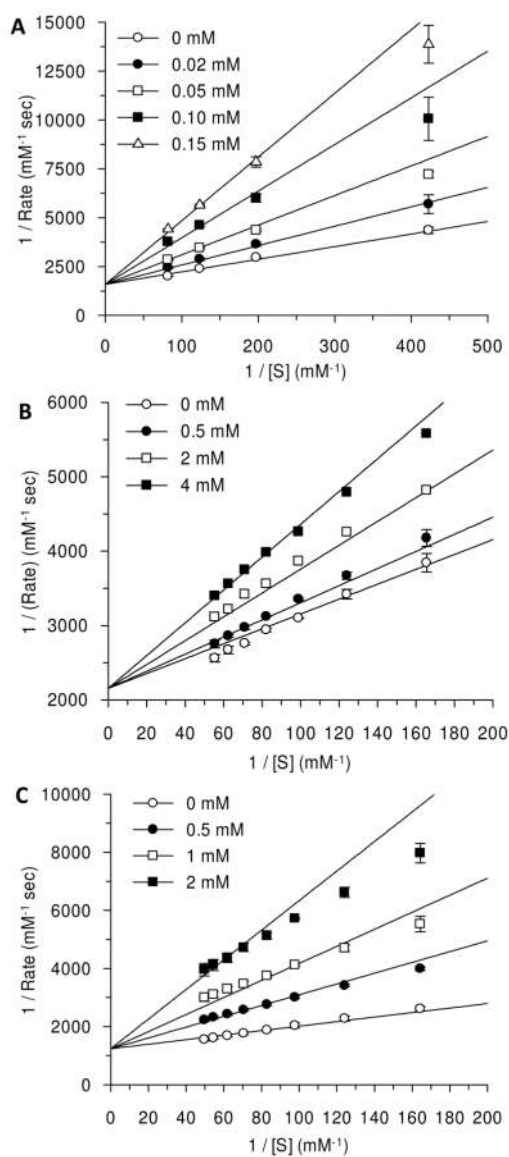 A
0 mM
0.02 mM
0.05 mM
0.10 mM
0.15 mM
15000
12500
10000
7500
5000
2500
0
0 100 200 300 400 500
1 / Rate (mM⁻¹ sec)
1 / [S] (mM⁻¹)
B
0 mM
0.5 mM
2 mM
4 mM
6000
5000
4000
3000
2000
0 20 40 60 80 100 120 140 160 180 200
1 / (Rate) (mM⁻¹ sec)
1 / [S] (mM⁻¹)
C
0 mM
0.5 mM
1 mM
2 mM
10000
8000
6000
4000
2000
0
0 20 40 60 80 100 120 140 160 180 200
1 / Rate (mM⁻¹ sec)
1 / [S] (mM⁻¹)